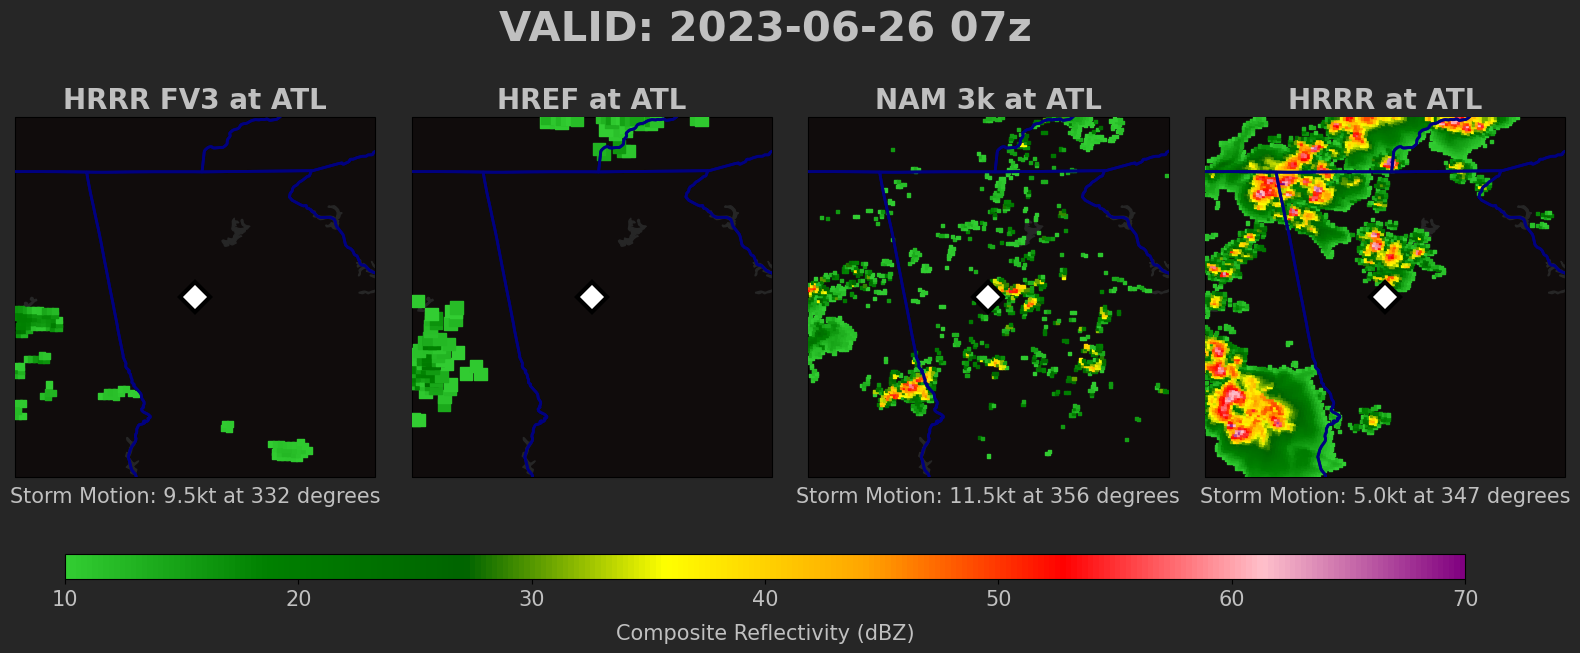 VALID: 2023-06-26 07z
HRRR FV3 at ATL
HREF at ATL
NAM 3k at ATL
HRRR at ATL
Storm Motion: 9.5kt at 332 degrees
Storm Motion: 11.5kt at 356 degrees
Storm Motion: 5.0kt at 347 degrees
10 20 30 40 50 60 70
Composite Reflectivity (dBZ)